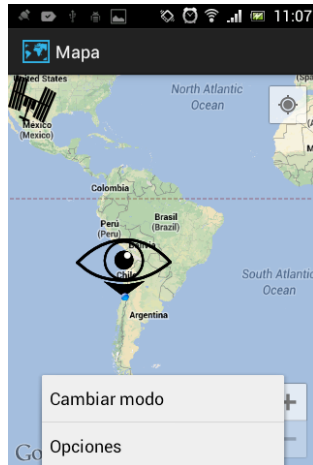 11:07
Mapa
United States
North Atlantic
Ocean
México
(Mexico)
Colombia
Perú
(Peru)
Brasil
(Brazil)
Bolivia
Chile
Argentina
South Atlantic
Ocean
Cambiar modo
+
Go
Opciones
−